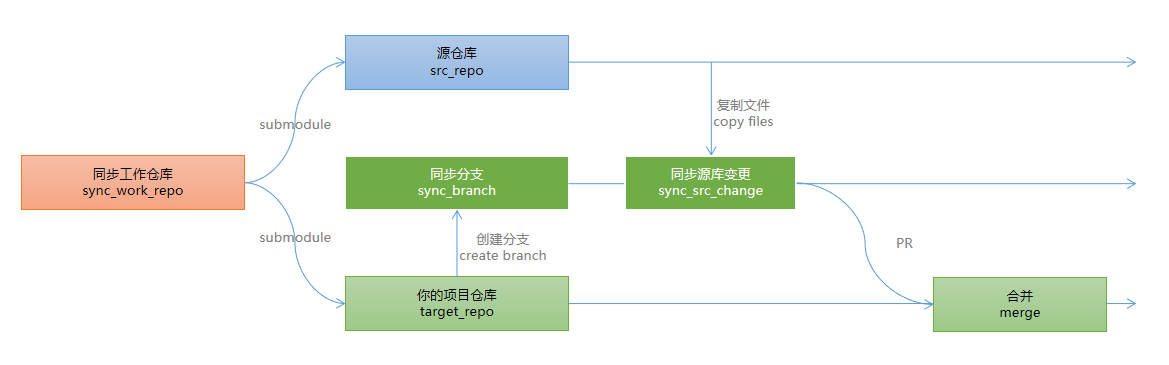 源仓库
src_repo
复制文件
copy files
submodule
同步工作仓库
sync_work_repo
同步分支
sync_branch
同步源库变更
sync_src_change
submodule
创建分支
create branch
PR
你的项目仓库
target_repo
合并
merge